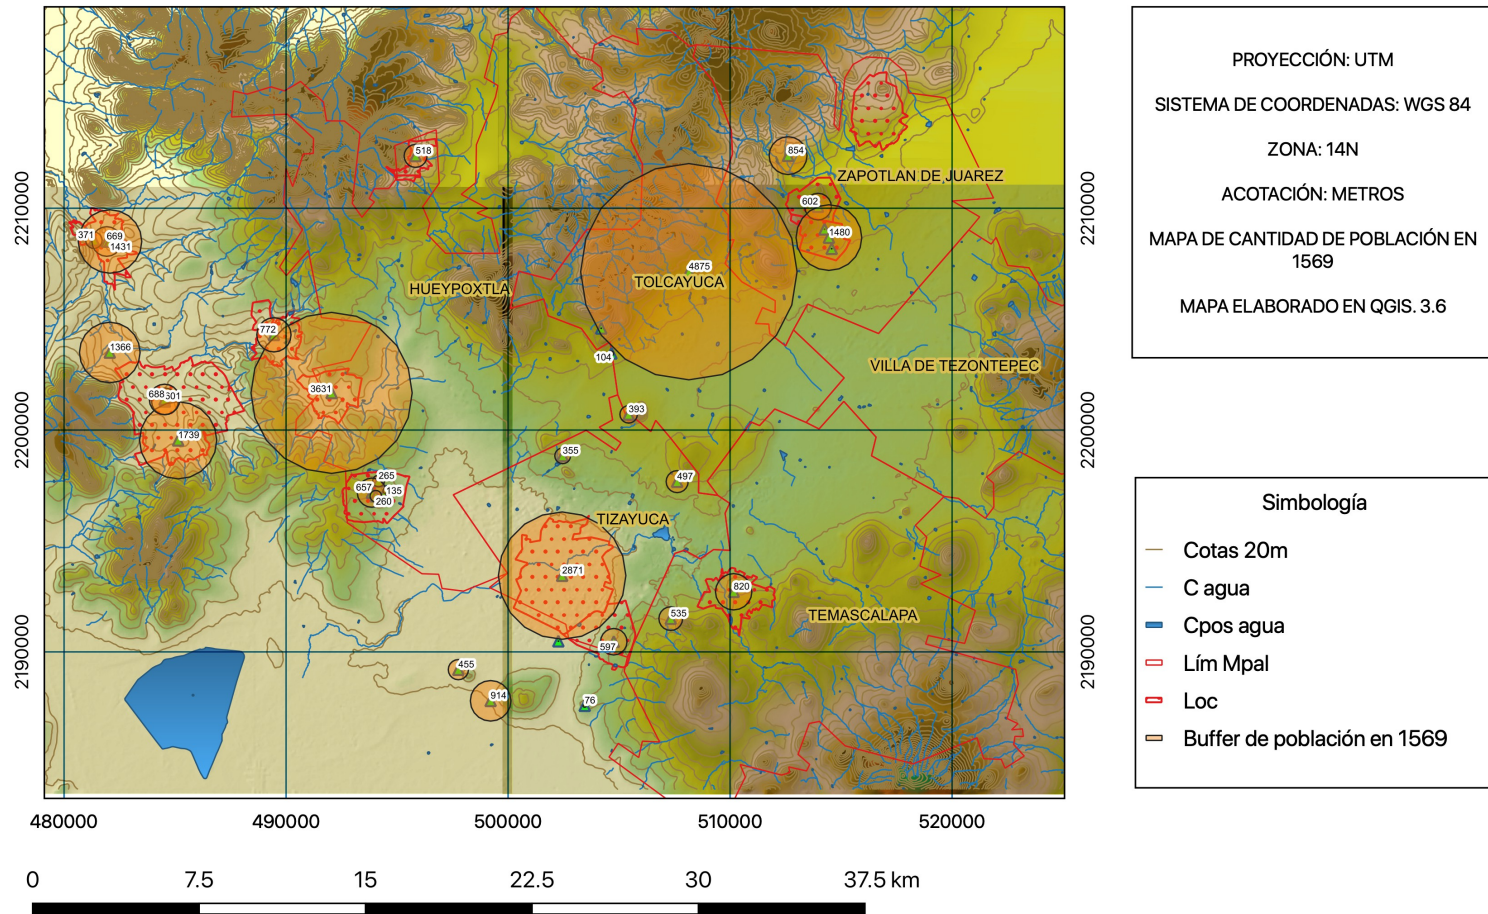 518
854
ZAPOTLAN DE JUAREZ
602
371
669
1431
1480
4875
TOLCAYUCA
HUEYPOXTLA
772
1366
104
VILLA DE TEZONTEPEC
688
301
3631
393
1739
355
265
497
657
135
260
TIZAYUCA
2871
820
535
TEMASCALAPA
597
455
914
76
2210000
2200000
2190000
2210000
2200000
2190000
480000
490000
500000
510000
520000
0
7.5
15
22.5
30
37.5 km
PROYECCIÓN: UTM
SISTEMA DE COORDENADAS: WGS 84
ZONA: 14N
ACOTACIÓN: METROS
MAPA DE CANTIDAD DE POBLACIÓN EN
1569
MAPA ELABORADO EN QGIS. 3.6
Simbología
Cotas 20m
C agua
Cpos agua
Lím Mpal
Loc
Buffer de población en 1569